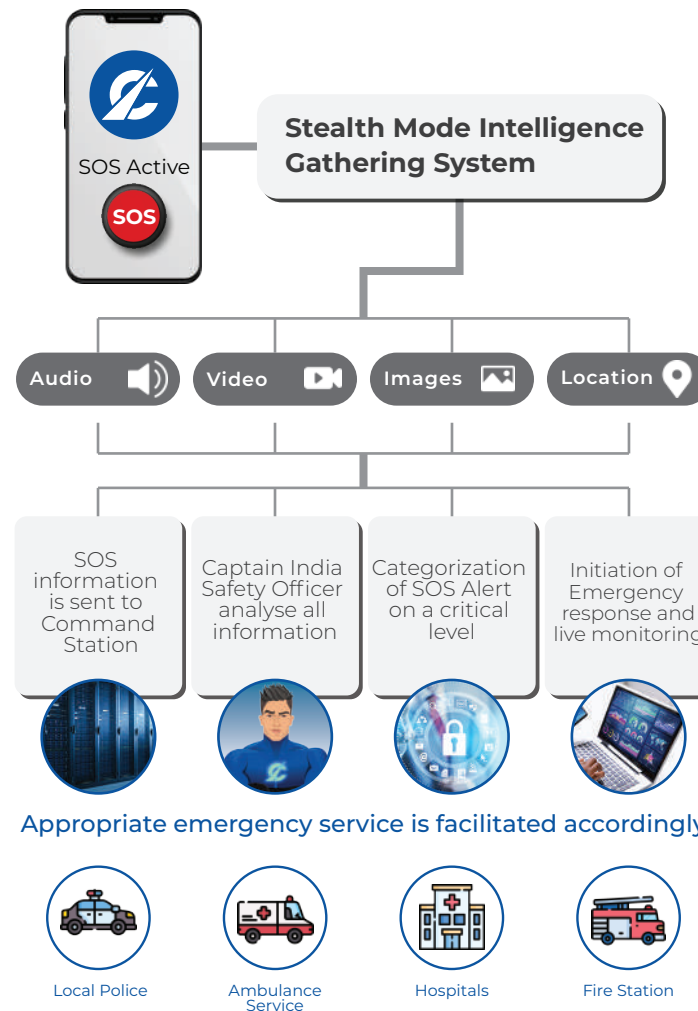 SOS Active
SOS
Stealth Mode Intelligence
Gathering System
Audio
Video
Images
Location
SOS
information
is sent to
Command
Station
Captain India
Safety Officer
analyse all
information
Categorization
of SOS Alert
on a critical
level
Initiation of
Emergency
response and
live monitoring
Appropriate emergency service is facilitated accordingly
Local Police
Ambulance
Service
Hospitals
Fire Station